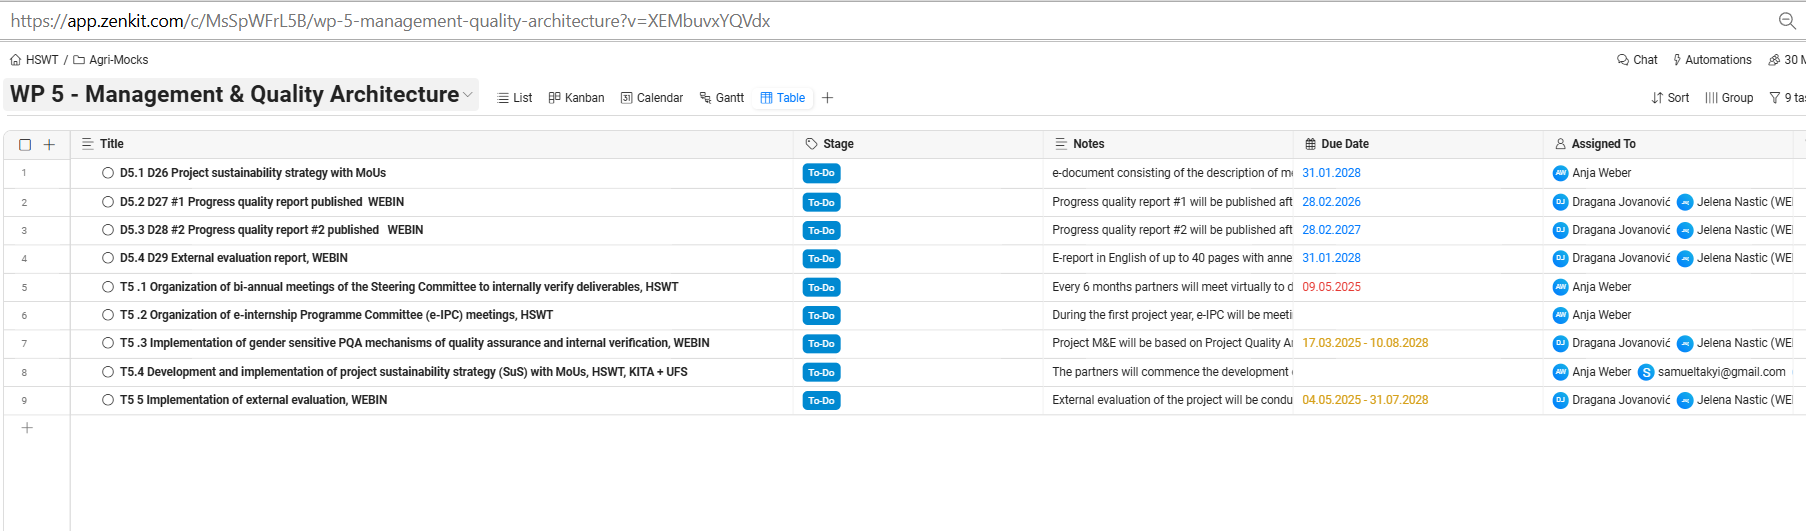 https://app.zenkit.com/c/MsSpWFrL5B/wp-5-management-quality-architecture?v=XEMbuvxYQVdx
HSWT / Agri-Mocks Chat Automations 30 M
WP 5 - Management & Quality Architecture List Kanban Calendar Gantt Table Sort Group 9 tas
Title Stage Notes Due Date Assigned To
1 D5.1 D26 Project sustainability strategy with MoUs To-Do e-document consisting of the description of me 31.01.2028 AW Anja Weber
2 D5.2 D27 #1 Progress quality report published WEBIN To-Do Progress quality report #1 will be published aft 28.02.2026 DJ Dragana Jovanović Jelena Nastic (WEI
3 D5.3 D28 #2 Progress quality report #2 published WEBIN To-Do Progress quality report #2 will be published aft 28.02.2027 DJ Dragana Jovanović Jelena Nastic (WEI
4 D5.4 D29 External evaluation report, WEBIN To-Do E-report in English of up to 40 pages with anne 31.01.2028 DJ Dragana Jovanović Jelena Nastic (WEI
5 T5 .1 Organization of bi-annual meetings of the Steering Committee to internally verify deliverables, HSWT To-Do Every 6 months partners will meet virtually to d 09.05.2025 AW Anja Weber
6 T5 .2 Organization of e-internship Programme Committee (e-IPC) meetings, HSWT To-Do During the first project year, e-IPC will be meeti AW Anja Weber
7 T5 .3 Implementation of gender sensitive PQA mechanisms of quality assurance and internal verification, WEBIN To-Do Project M&E will be based on Project Quality A 17.03.2025 - 10.08.2028 DJ Dragana Jovanović Jelena Nastic (WEI
8 T5.4 Development and implementation of project sustainability strategy (SuS) with MoUs, HSWT, KITA + UFS To-Do The partners will commence the development AW Anja Weber S samueltakyi@gmail.com
9 T5 5 Implementation of external evaluation, WEBIN To-Do External evaluation of the project will be condu 04.05.2025 - 31.07.2028 DJ Dragana Jovanović Jelena Nastic (WEI